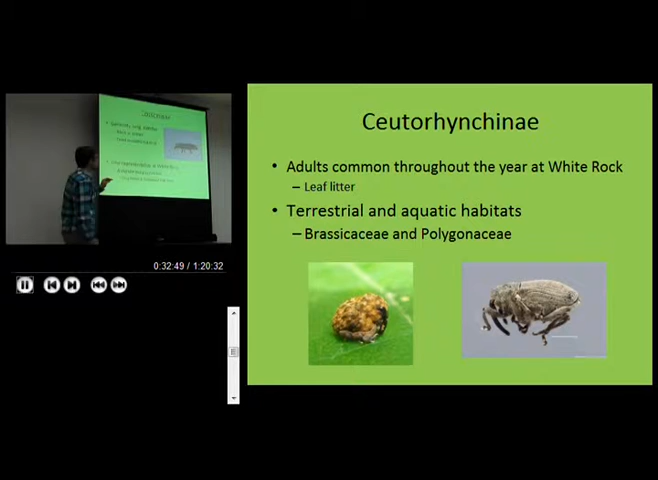 0:32:49 / 1:20:32
Ceutorhynchinae
• Adults common throughout the year at White Rock
– Leaf litter
• Terrestrial and aquatic habitats
– Brassicaceae and Polygonaceae